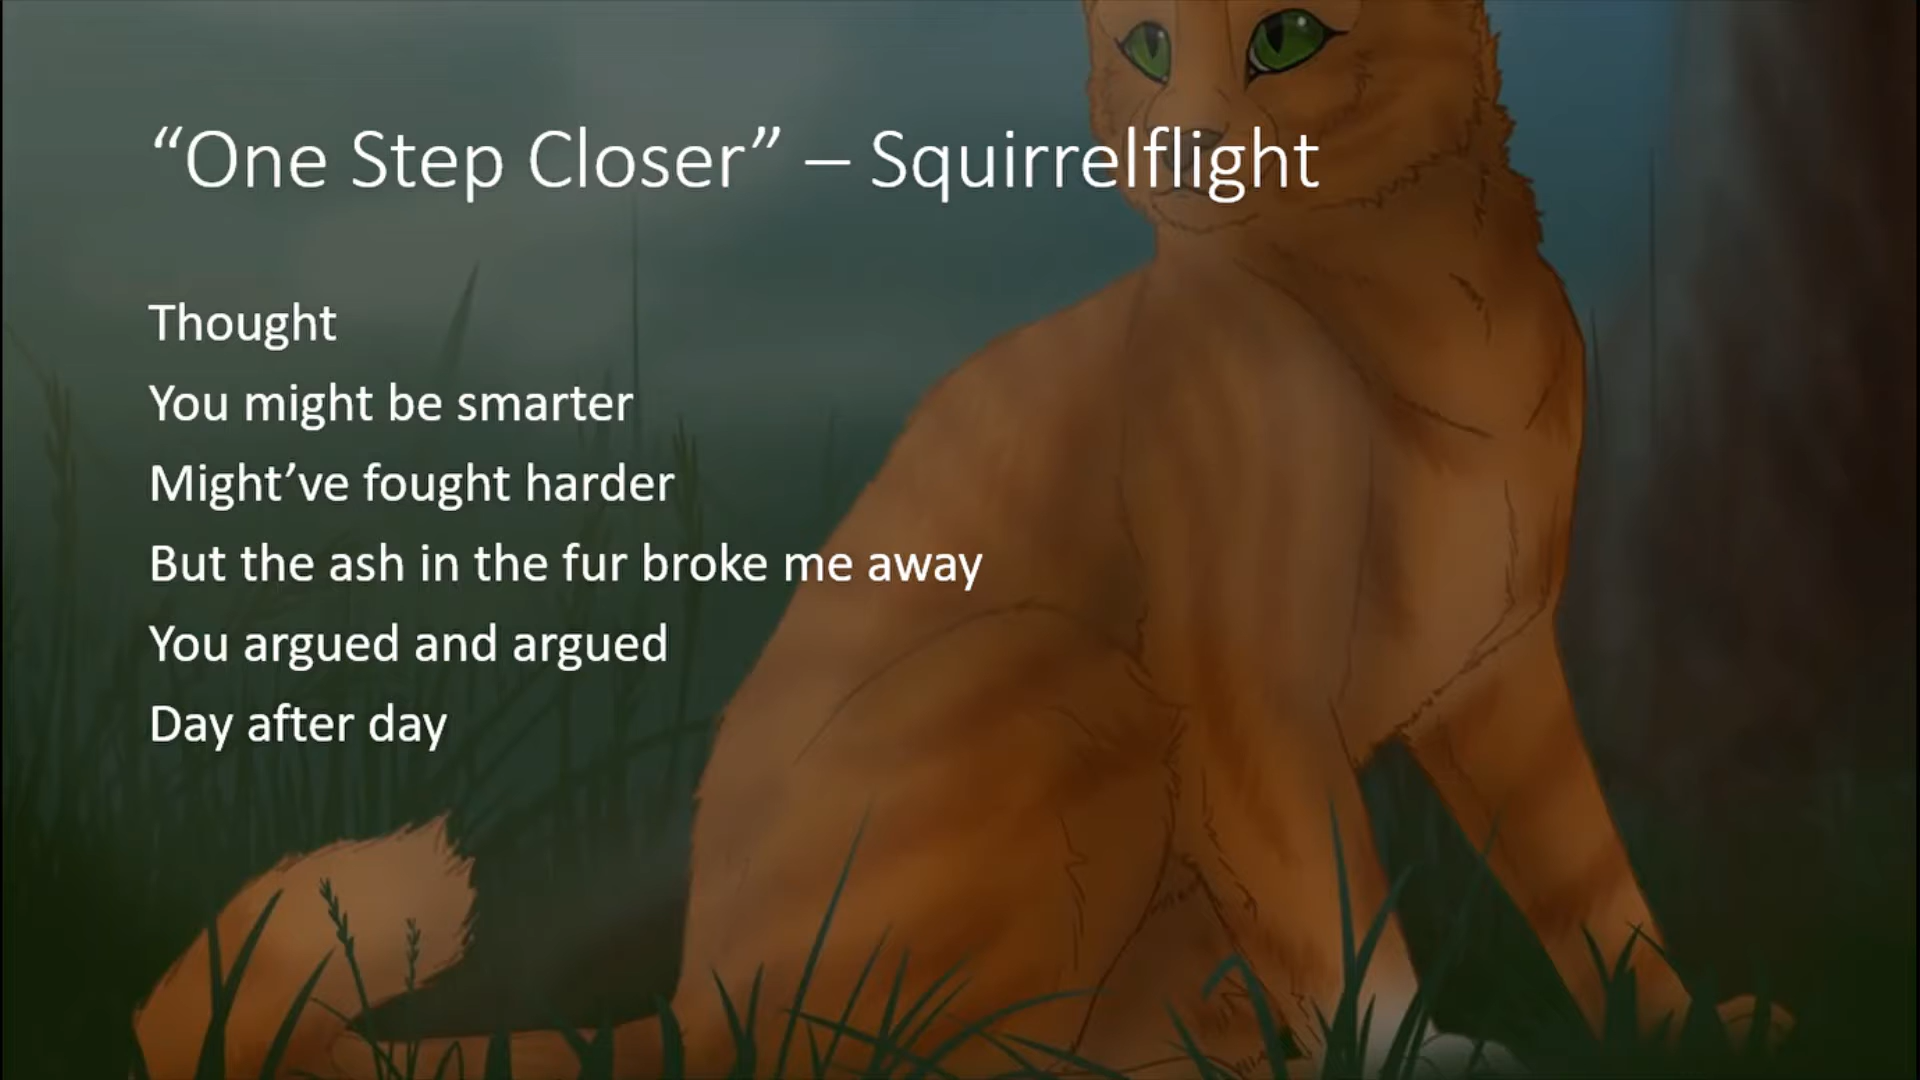 “One Step Closer” – Squirrelflight
Thought
You might be smarter
Might’ve fought harder
But the ash in the fur broke me away
You argued and argued
Day after day